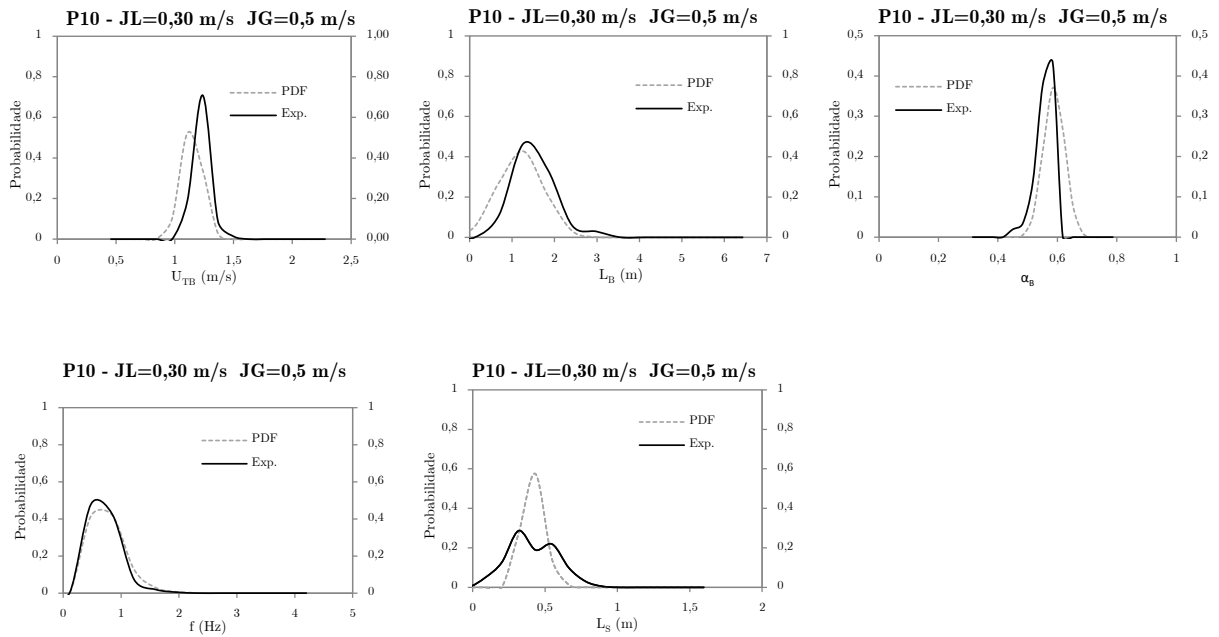 P10 - JL=0,30 m/s JG=0,5 m/s
1
0,8
0,6
0,4
0,2
0
1,00
0,80
0,60
0,40
0,20
0,00
Probabilidade
PDF
Exp.
0 0,5 1 1,5 2 2,5
U_TB (m/s)
P10 - JL=0,30 m/s JG=0,5 m/s
1
0,8
0,6
0,4
0,2
0
1
0,8
0,6
0,4
0,2
0
Probabilidade
PDF
Exp.
0 1 2 3 4 5 6 7
L_B (m)
P10 - JL=0,30 m/s JG=0,5 m/s
0,5
0,4
0,3
0,2
0,1
0
0,5
0,4
0,3
0,2
0,1
0
Probabilidade
PDF
Exp.
0 0,2 0,4 0,6 0,8 1
α_B
P10 - JL=0,30 m/s JG=0,5 m/s
1
0,8
0,6
0,4
0,2
0
1
0,8
0,6
0,4
0,2
0
Probabilidade
PDF
Exp.
0 1 2 3 4 5
f (Hz)
P10 - JL=0,30 m/s JG=0,5 m/s
1
0,8
0,6
0,4
0,2
0
1
0,8
0,6
0,4
0,2
0
Probabilidade
PDF
Exp.
0 0,5 1 1,5 2
L_S (m)